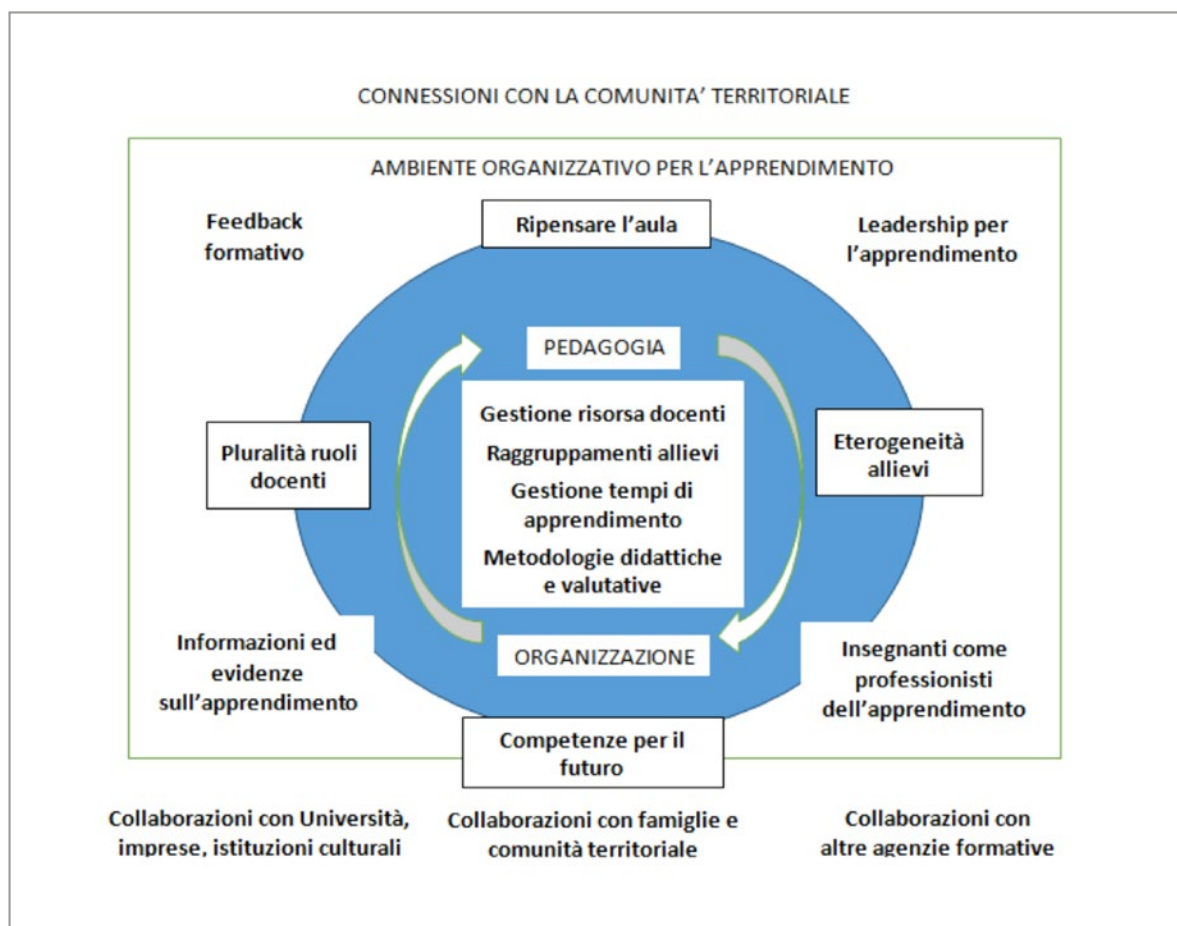 CONNESSIONI CON LA COMUNITA’ TERRITORIALE
AMBIENTE ORGANIZZATIVO PER L’APPRENDIMENTO
Feedback
formativo
Ripensare l’aula
Leadership per
l’apprendimento
PEDAGOGIA
Gestione risorsa docenti
Raggruppamenti allievi
Gestione tempi di
apprendimento
Metodologie didattiche
e valutative
Pluralità ruoli
docenti
Eterogeneità
allievi
ORGANIZZAZIONE
Informazioni ed
evidenze
sull’apprendimento
Insegnanti come
professionisti
dell’apprendimento
Competenze per il
futuro
Collaborazioni con Università,
imprese, istituzioni culturali
Collaborazioni con famiglie e
comunità territoriale
Collaborazioni con
altre agenzie formative